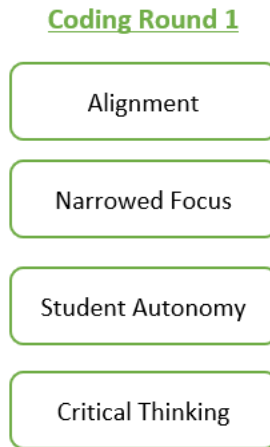 Coding Round 1
Alignment
Narrowed Focus
Student Autonomy
Critical Thinking